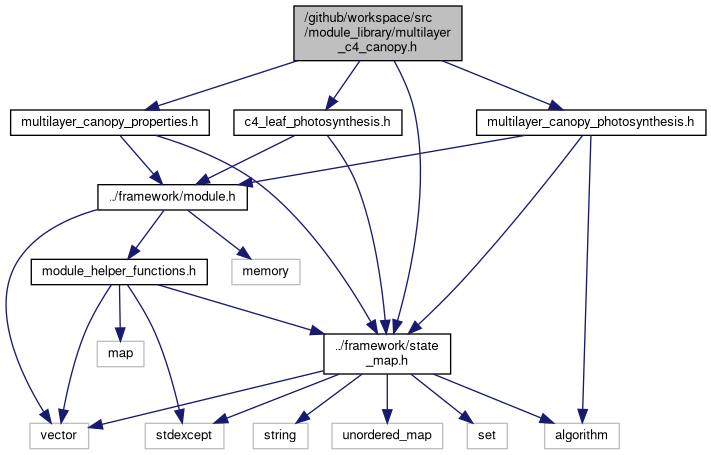 /github/workspace/src
/module_library/multilayer
_c4_canopy.h
multilayer_canopy_properties.h
c4_leaf_photosynthesis.h
multilayer_canopy_photosynthesis.h
../framework/module.h
module_helper_functions.h
memory
map
../framework/state
_map.h
vector
stdexcept
string
unordered_map
set
algorithm